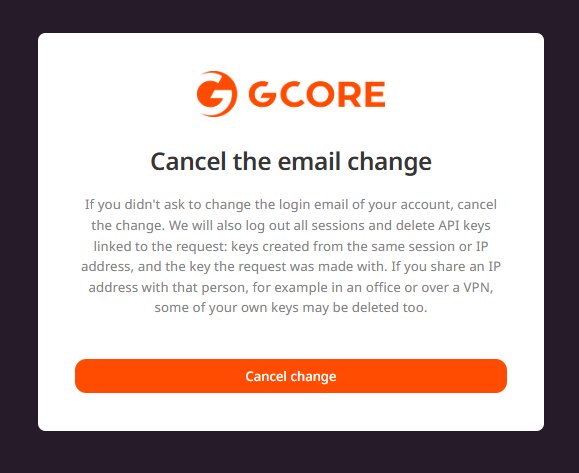 GCORE
Cancel the email change
If you didn't ask to change the login email of your account, cancel
the change. We will also log out all sessions and delete API keys
linked to the request: keys created from the same session or IP
address, and the key the request was made with. If you share an IP
address with that person, for example in an office or over a VPN,
some of your own keys may be deleted too.
Cancel change